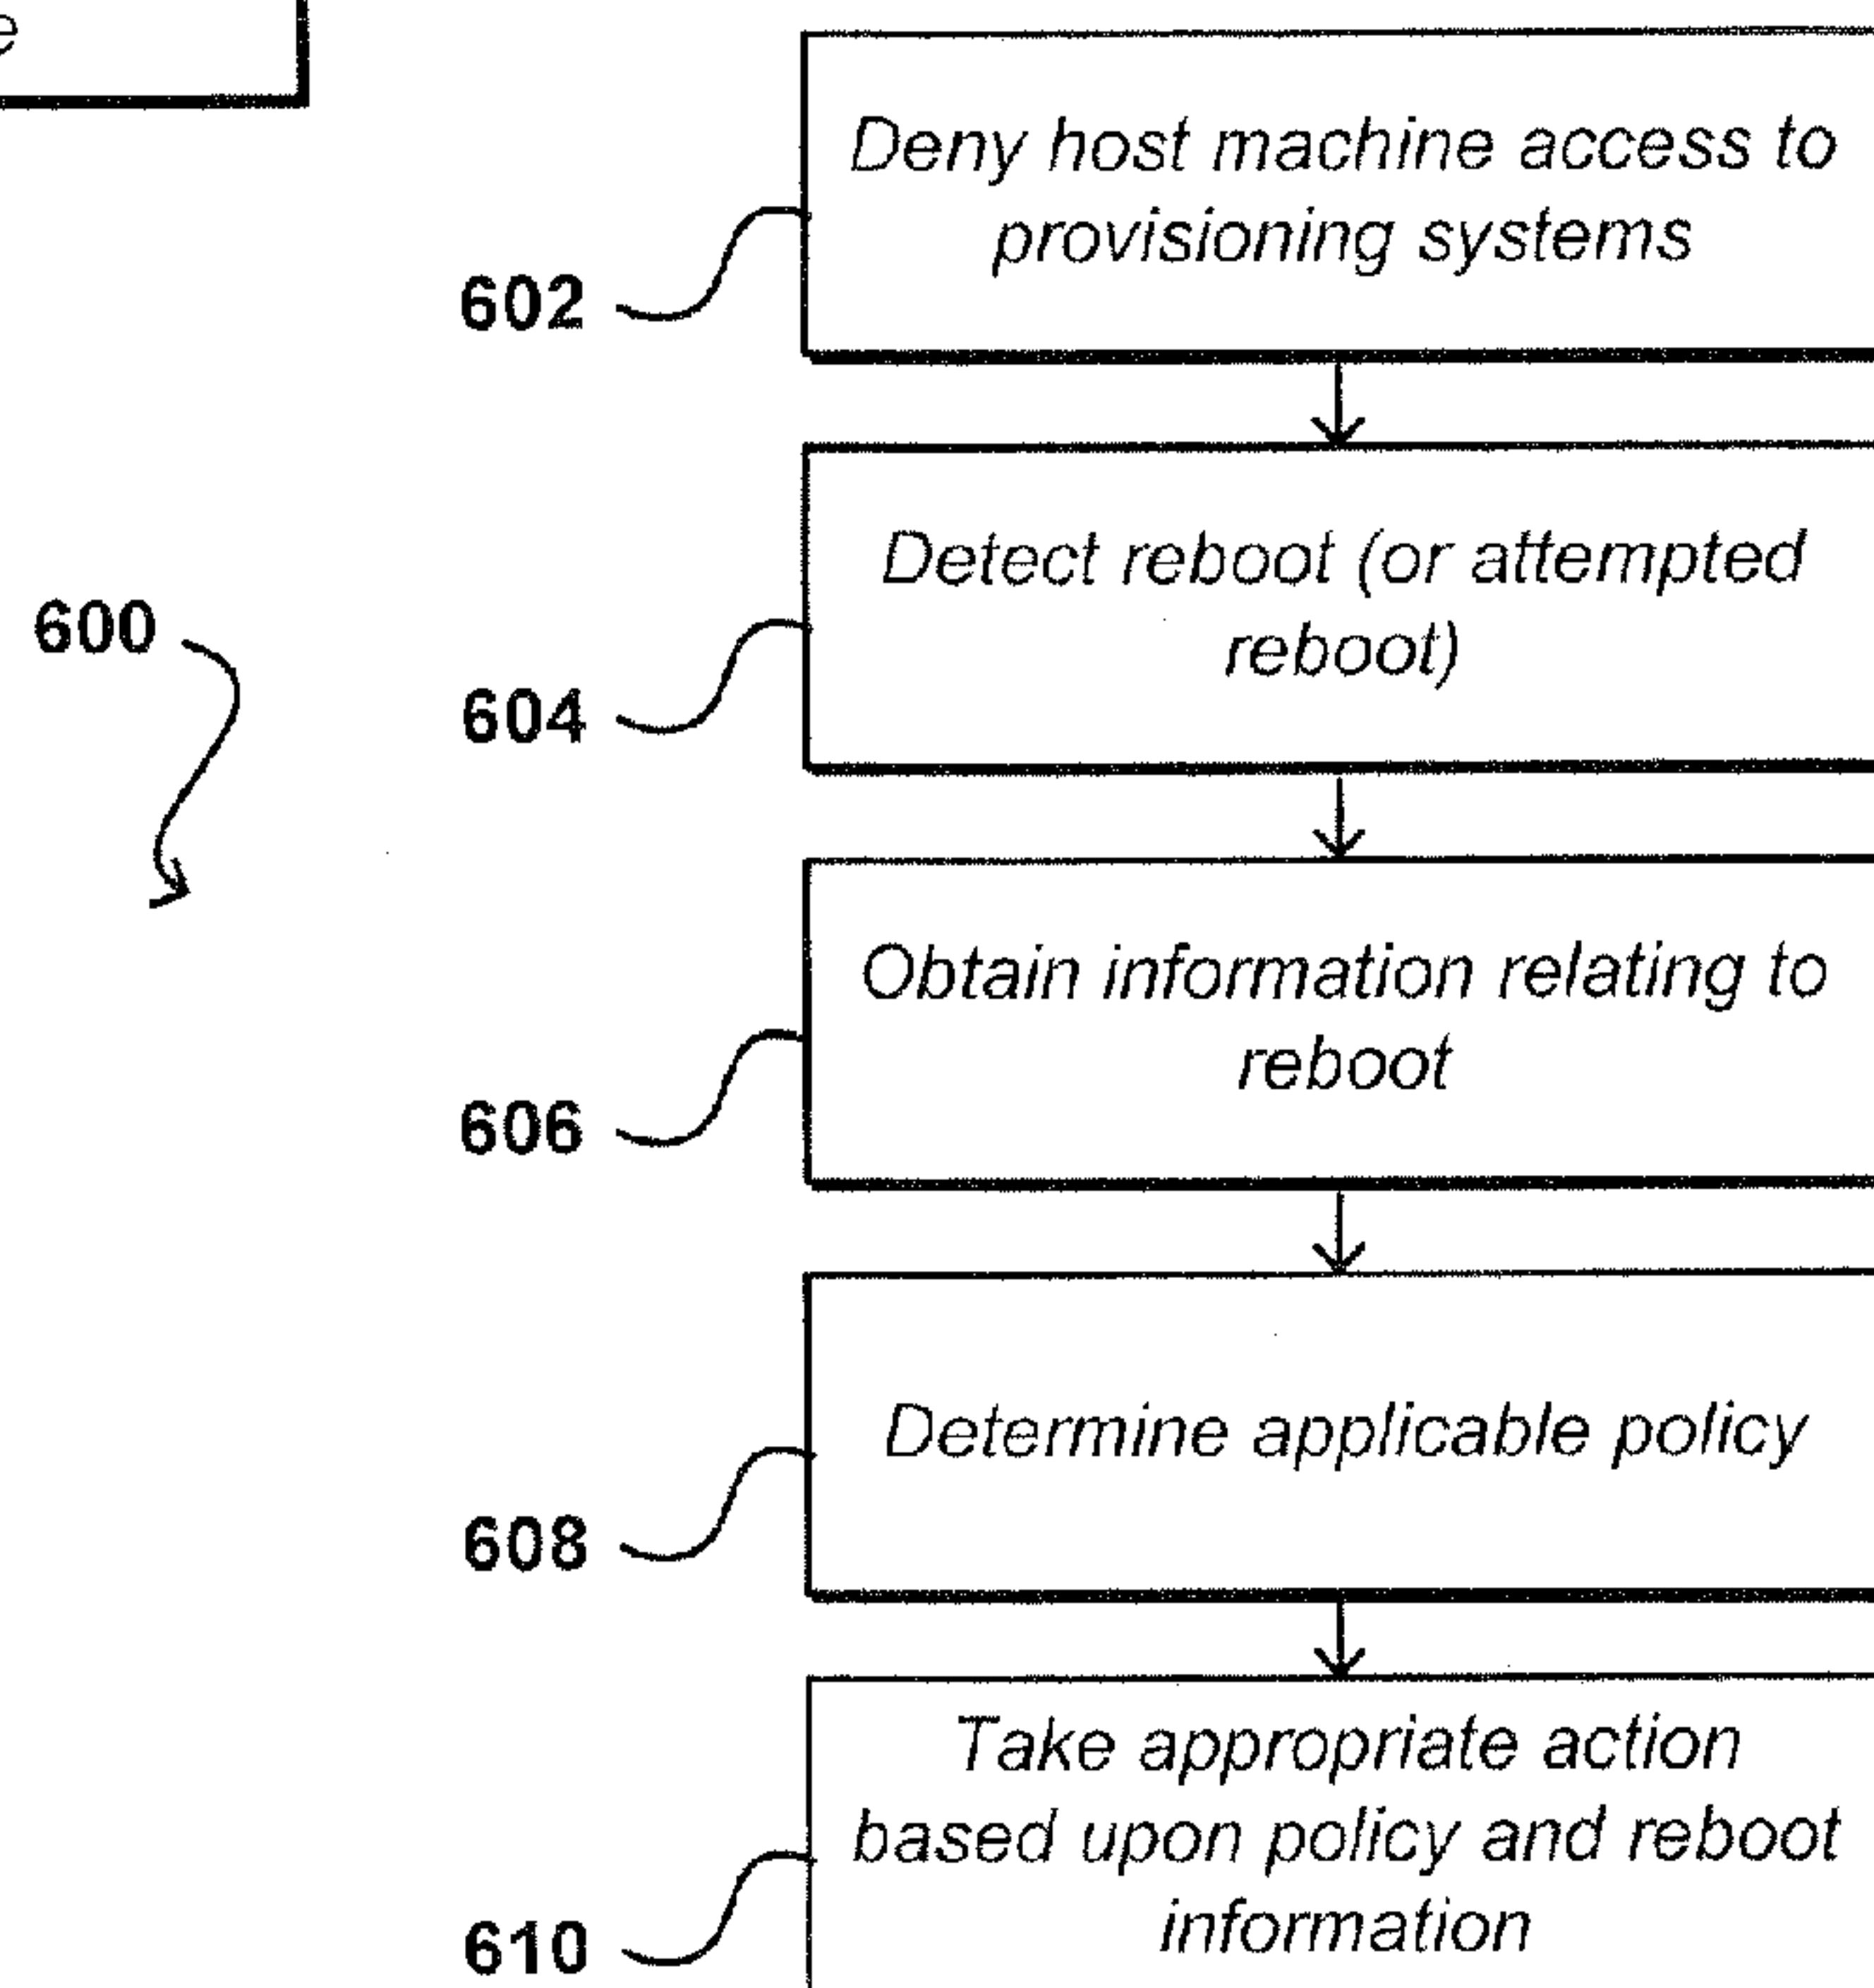 e
Deny host machine access to
provisioning systems
602
Detect reboot (or attempted
reboot)
600
604
Obtain information relating to
reboot
606
Determine applicable policy
608
Take appropriate action
based upon policy and reboot
information
610